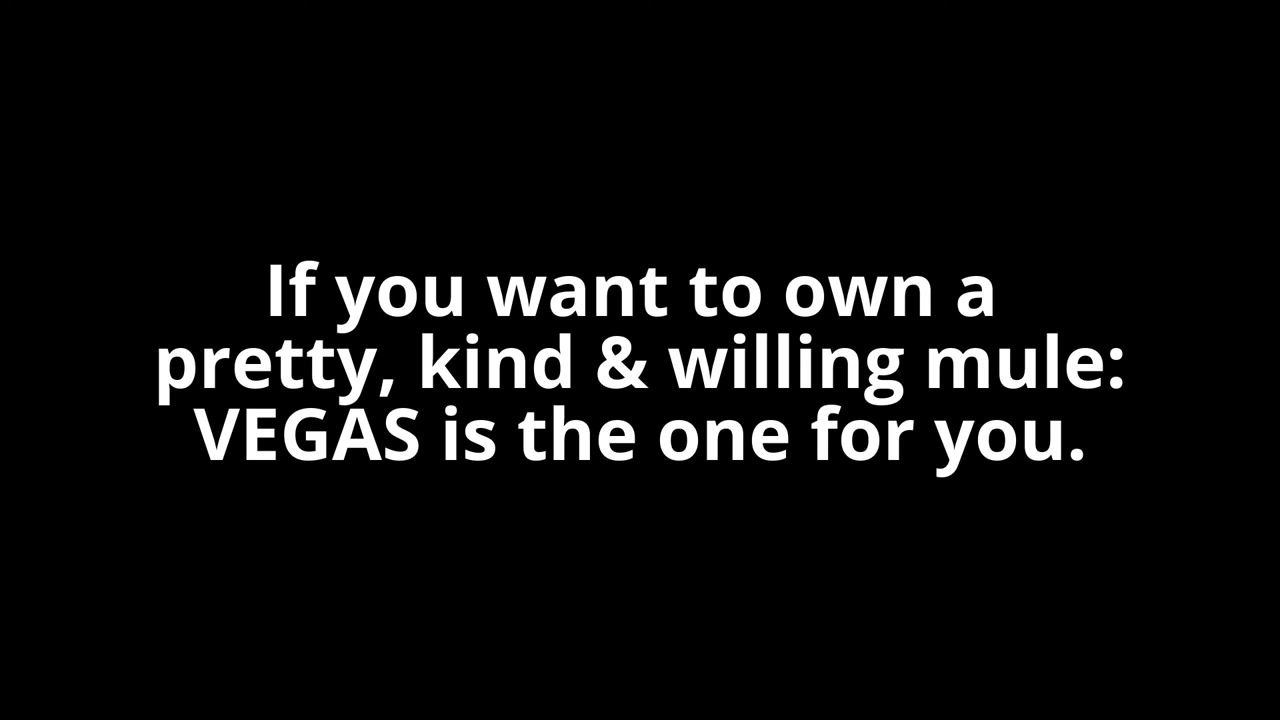 If you want to own a
pretty, kind & willing mule:
VEGAS is the one for you.